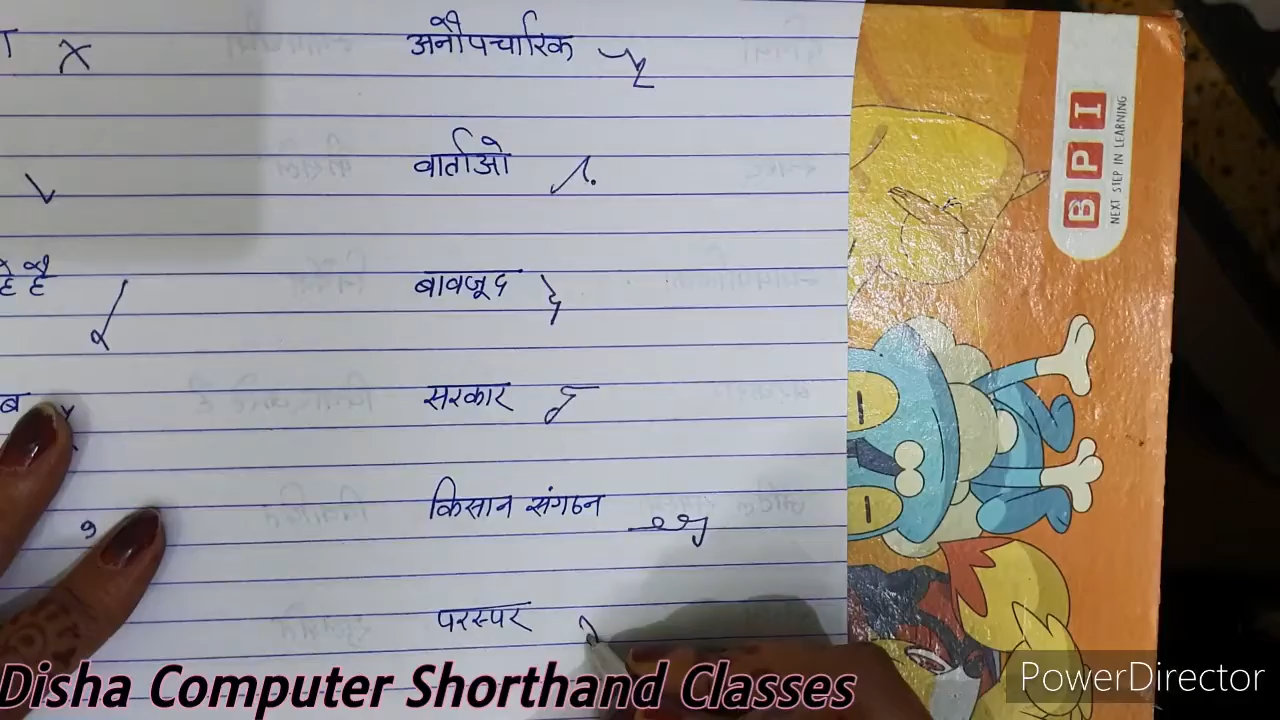 अनौपचारिक
वार्ताओ
बावजूद
सरकार
किसान संगठन
परस्पर
BPI
NEXT STEP IN LEARNING
Disha Computer Shorthand Classes
PowerDirector